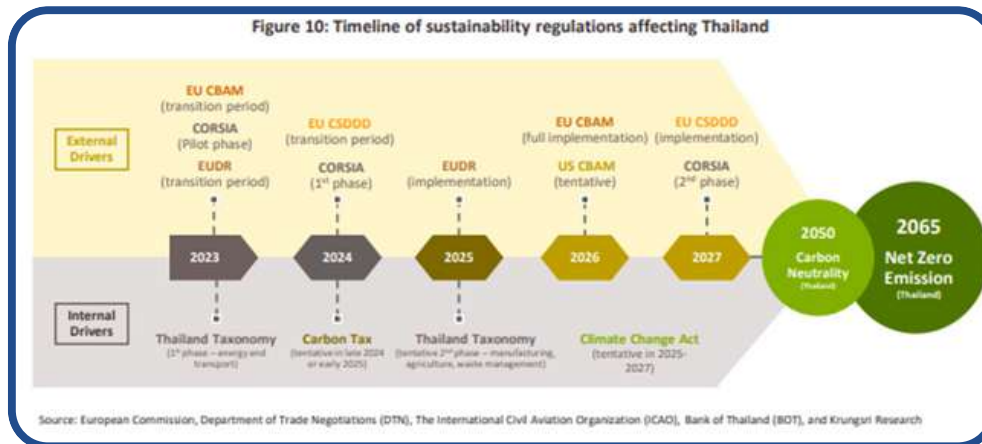 Figure 10: Timeline of sustainability regulations affecting Thailand
External
Drivers
EU CBAM
(transition period)
CORSIA
(Pilot phase)
EUDR
(transition period)
EU CSDDD
(transition period)
CORSIA
(1st phase)
EUDR
(implementation)
EU CBAM
(full implementation)
US CBAM
(tentative)
EU CSDDD
(implementation)
CORSIA
(2nd phase)
2023
2024
2025
2026
2027
2050
Carbon
Neutrality
(Thailand)
2065
Net Zero
Emission
(Thailand)
Internal
Drivers
Thailand Taxonomy
(1st phase – energy and
transport)
Carbon Tax
(tentative in late 2024
or early 2025)
Thailand Taxonomy
(tentative 2nd phase – manufacturing,
agriculture, waste management)
Climate Change Act
(tentative in 2025-
2027)
Source: European Commission, Department of Trade Negotiations (DTN), The International Civil Aviation Organization (ICAO), Bank of Thailand (BOT), and Krungsri Research